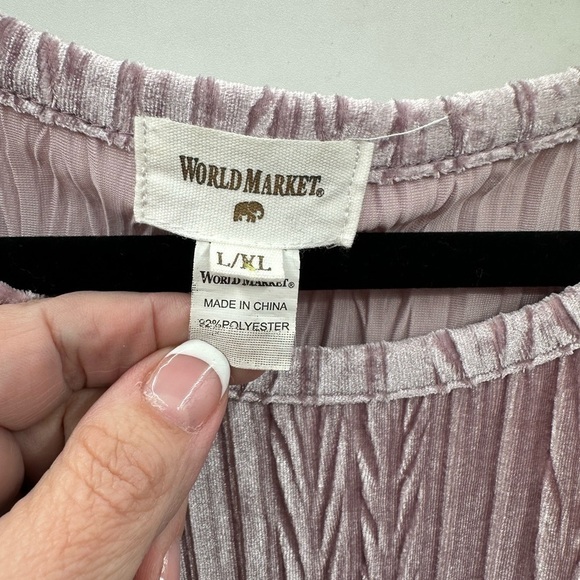 WORLD MARKET®
L/XL
WORLD MARKET®
MADE IN CHINA
92%POLYESTER